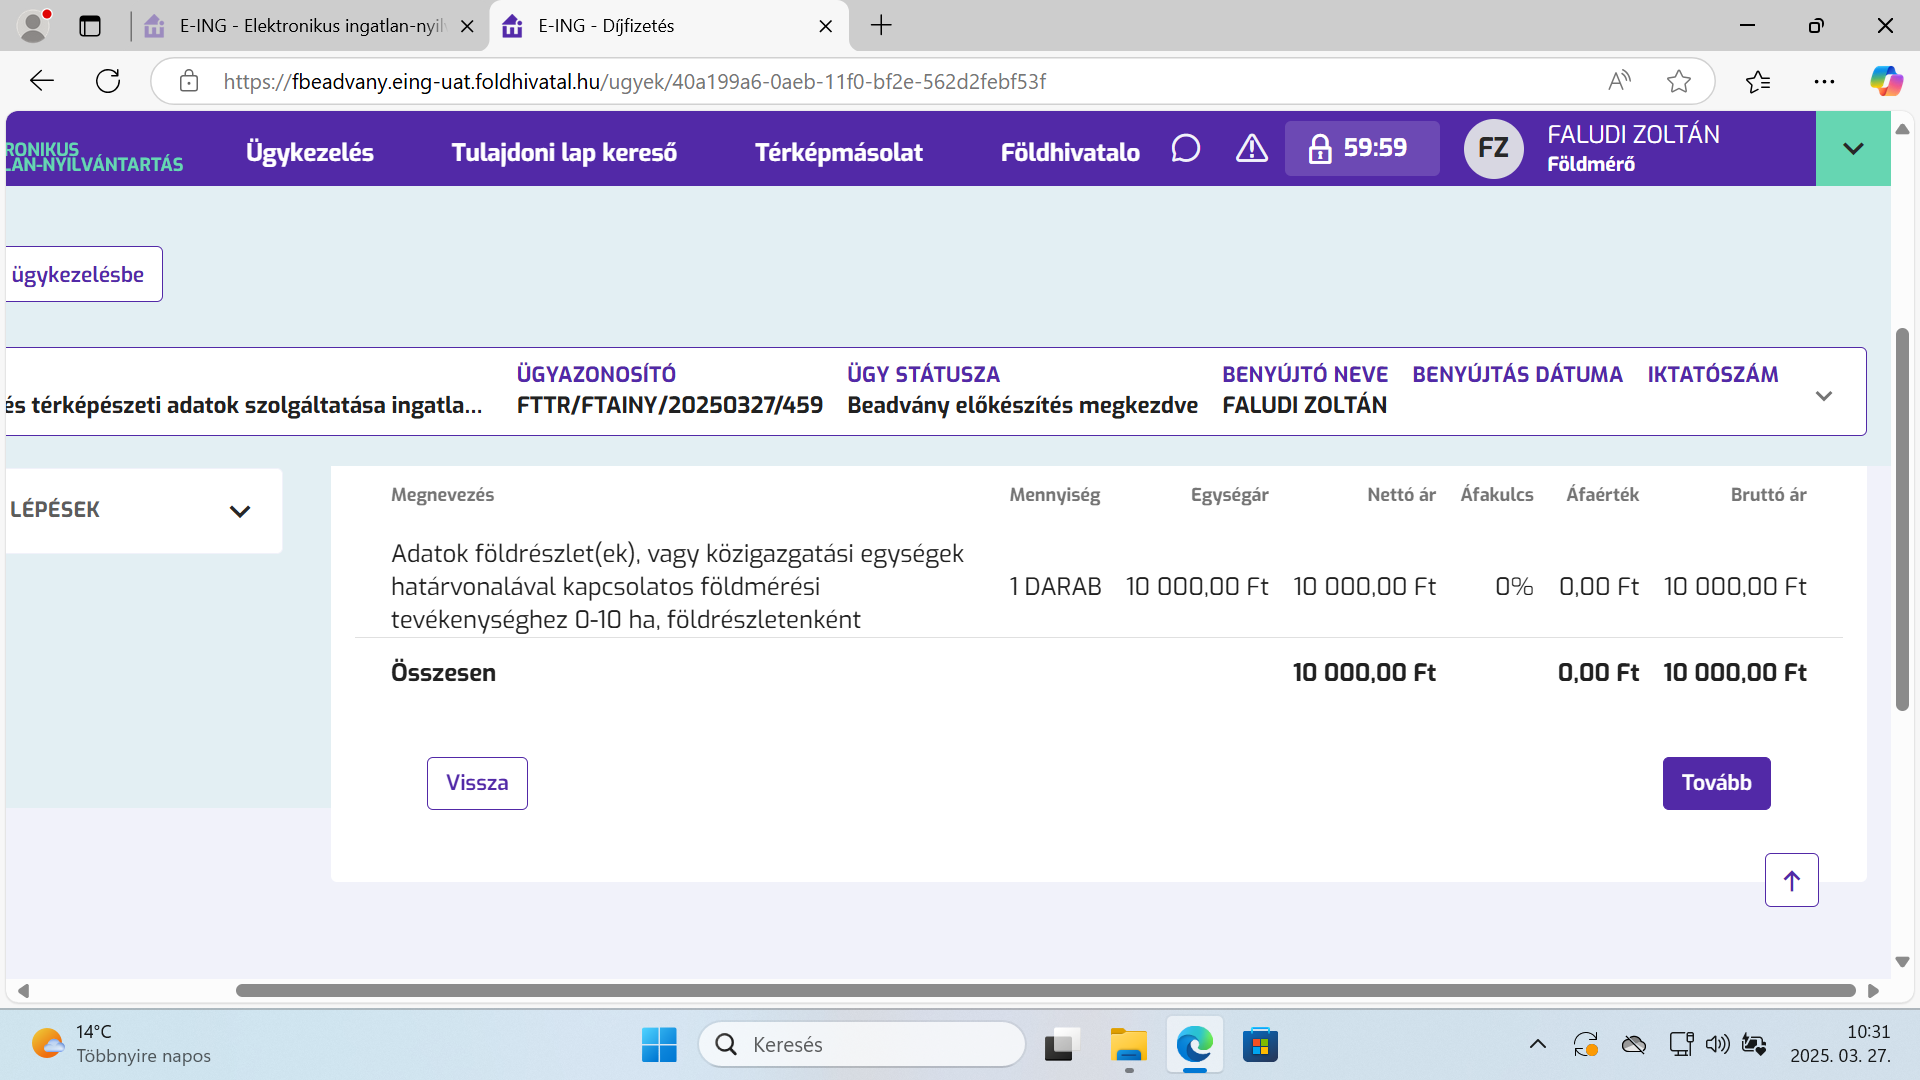 E-ING - Elektronikus ingatlan-nyil
E-ING - Díjfizetés
https://fbeadvany.eing-uat.foldhivatal.hu/ugyek/40a199a6-0aeb-11f0-bf2e-562d2febf53f
RONIKUS
LAN-NYILVÁNTARTÁS
Ügykezelés
Tulajdoni lap kereső
Térképmásolat
Földhivatalo
59:59
FZ
FALUDI ZOLTÁN
Földmérő
ügykezelésbe
ÜGYAZONOSÍTÓ ÜGY STÁTUSZA BENYÚJTÓ NEVE BENYÚJTÁS DÁTUMA IKTATÓSZÁM
és térképészeti adatok szolgáltatása ingatla... FTTR/FTAINY/20250327/459 Beadvány előkészítés megkezdve FALUDI ZOLTÁN
LÉPÉSEK
Megnevezés Mennyiség Egységár Nettó ár Áfakulcs Áfaérték Bruttó ár
Adatok földrészlet(ek), vagy közigazgatási egységek
határvonalával kapcsolatos földmérési 1 DARAB 10 000,00 Ft 10 000,00 Ft 0% 0,00 Ft 10 000,00 Ft
tevékenységhez 0-10 ha, földrészletenként
Összesen 10 000,00 Ft 0,00 Ft 10 000,00 Ft
Vissza
Tovább
14°C
Többnyire napos
Keresés
10:31
2025. 03. 27.